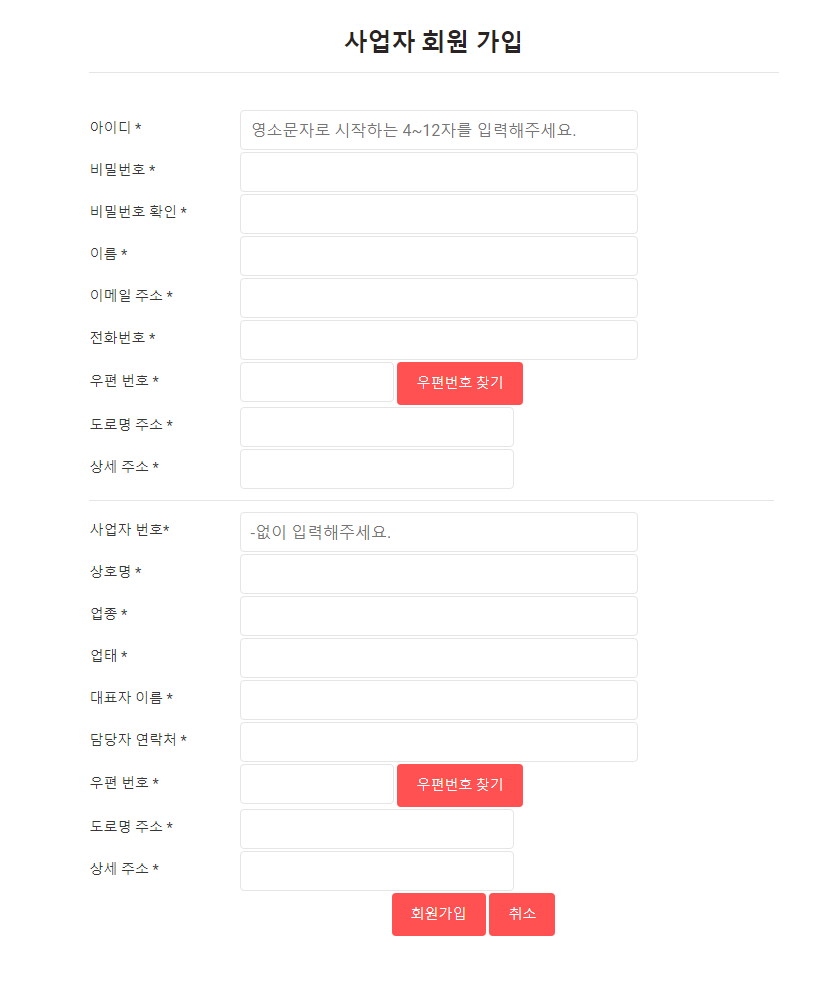 사업자 회원 가입
아이디 * 영소문자로 시작하는 4~12자를 입력해주세요.
비밀번호 *
비밀번호 확인 *
이름 *
이메일 주소 *
전화번호 *
우편 번호 * 우편번호 찾기
도로명 주소 *
상세 주소 *
사업자 번호* -없이 입력해주세요.
상호명 *
업종 *
업태 *
대표자 이름 *
담당자 연락처 *
우편 번호 * 우편번호 찾기
도로명 주소 *
상세 주소 *
회원가입 취소